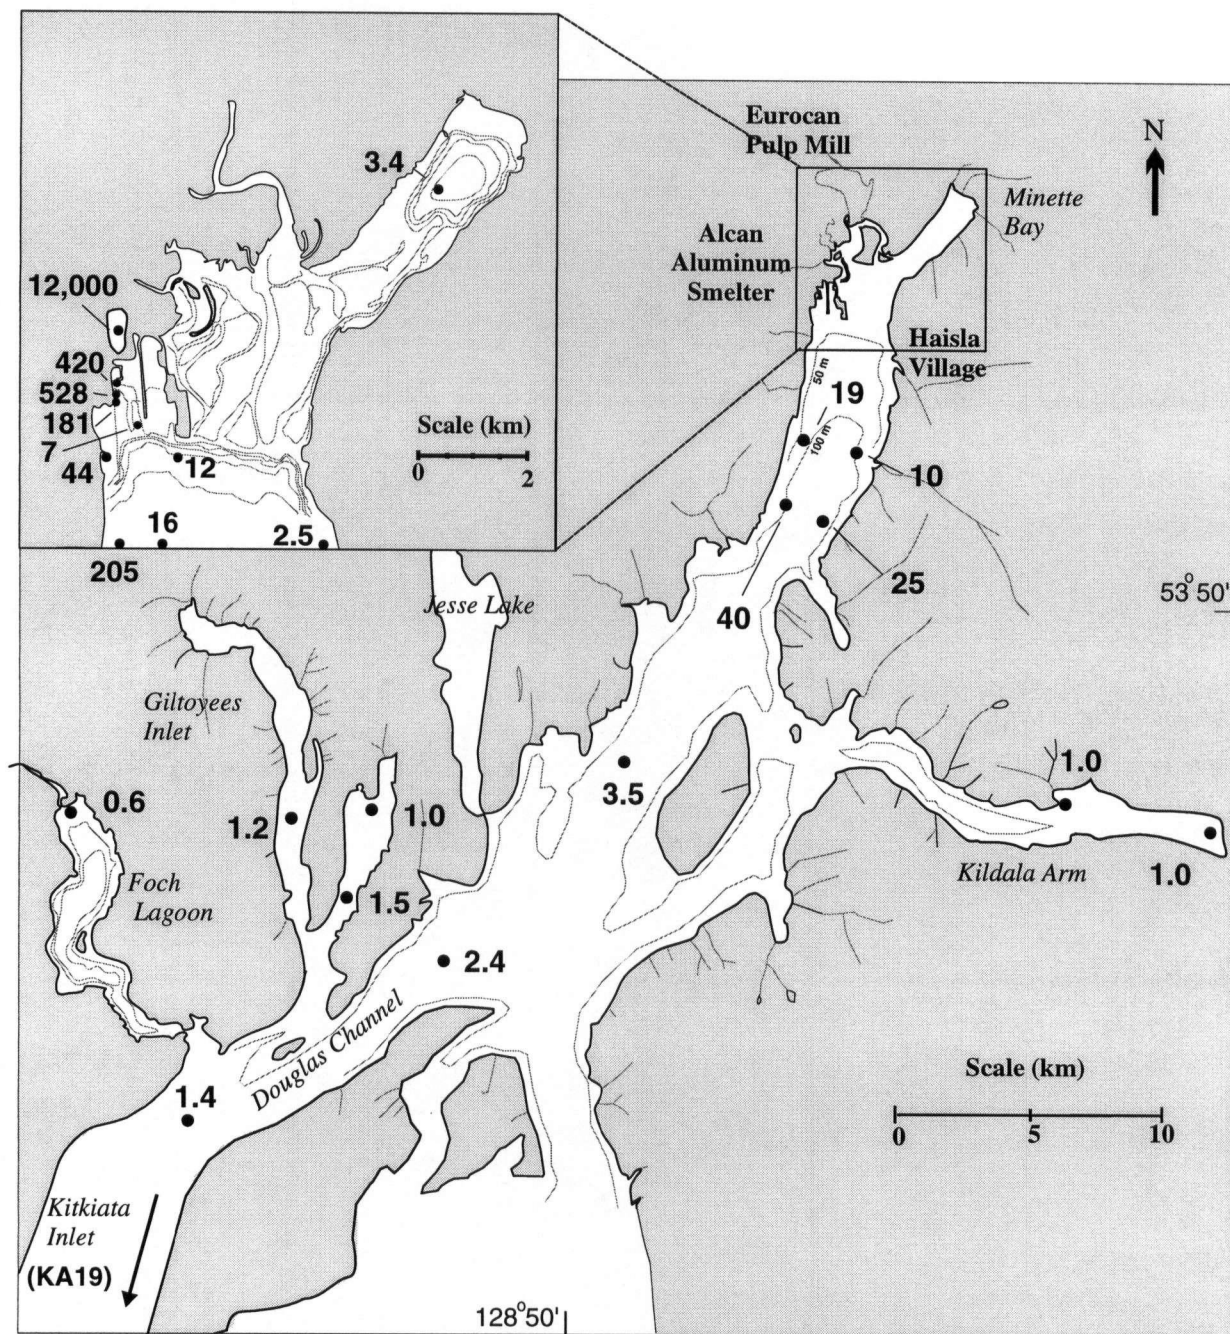 Eurocan
Pulp Mill
N
3.4
Minette
Bay
Alcan
Aluminum
Smelter
12,000
Haisla
Village
420
50 m
528
19
181
Scale (km)
7
100 m
44
12
0
2
10
16
2.5
205
25
53°50'
Jesse Lake
40
Giltoyees
Inlet
1.0
0.6
3.5
1.2
1.0
Kildala Arm
1.0
Foch
Lagoon
1.5
2.4
Douglas Channel
Scale (km)
1.4
0
5
10
Kitkiata
Inlet
(KA19)
128°50'